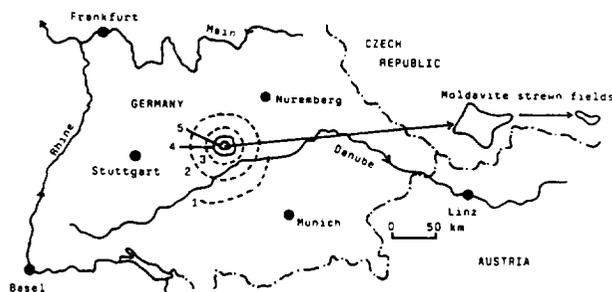 Frankfurt
Main
CZECH
REPUBLIC
Moldavite strewn fields
GERMANY
Nuremberg
5
4
3
2
1
Rhine
Stuttgart
Danube
Munich
Linz
0 50
km
AUSTRIA
Basel